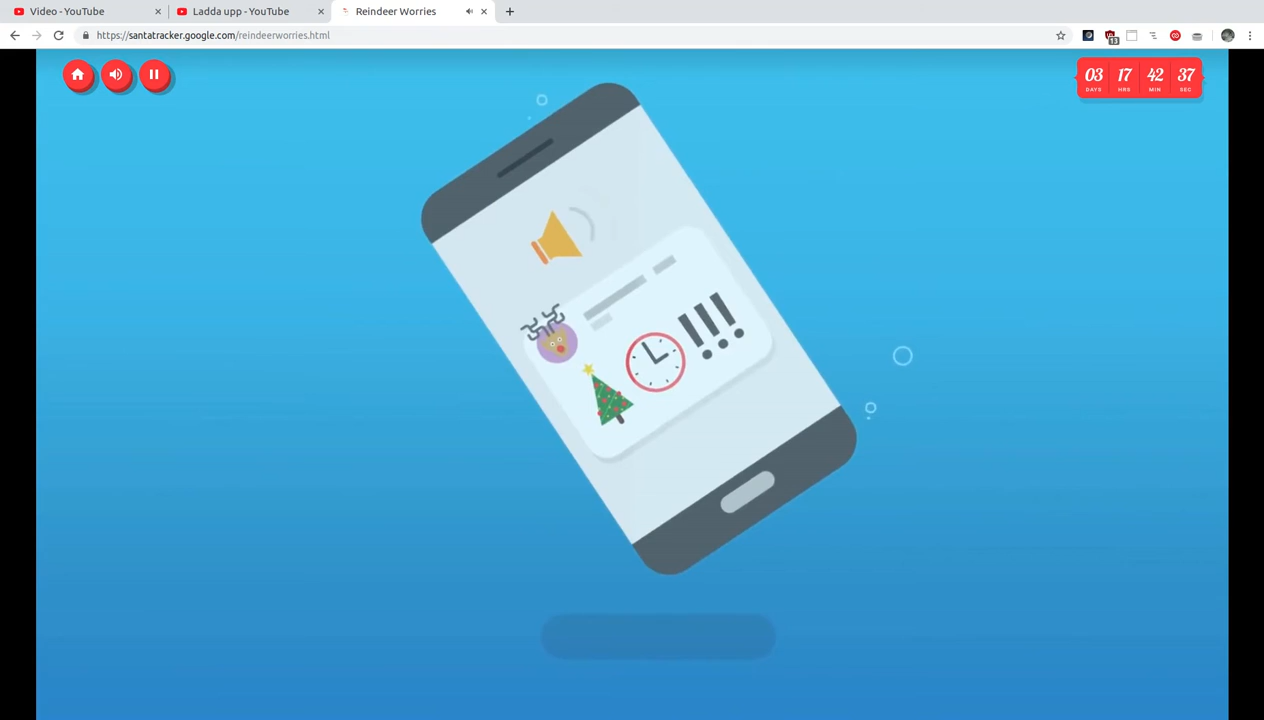 Video - YouTube
Ladda upp - YouTube
Reindeer Worries
https://santatracker.google.com/reindeerworries.html
13
03 17 42 37
DAYS HRS MIN SEC
!!!